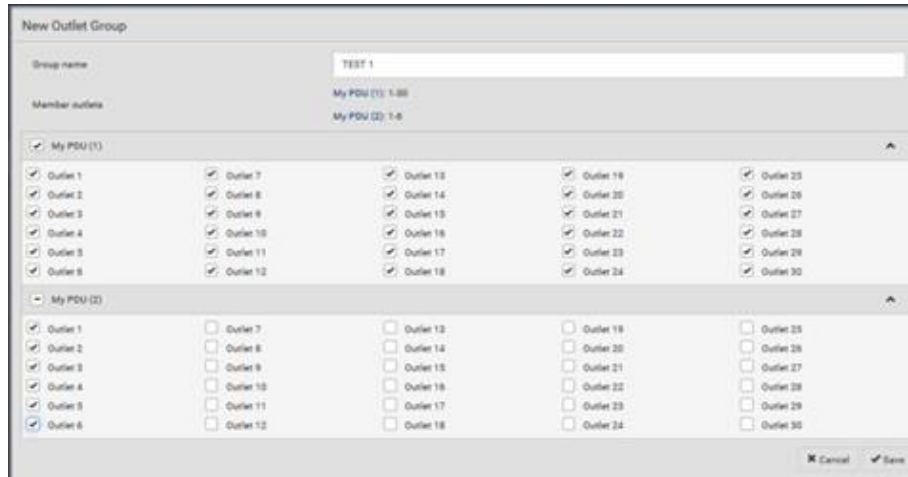 New Outlet Group
Group name TEST 1
Member outlets
My PDU (1): 1-30
My PDU (2): 1-6
My PDU (1)
Outlet 1 Outlet 7 Outlet 13 Outlet 19 Outlet 25
Outlet 2 Outlet 8 Outlet 14 Outlet 20 Outlet 26
Outlet 3 Outlet 9 Outlet 15 Outlet 21 Outlet 27
Outlet 4 Outlet 10 Outlet 16 Outlet 22 Outlet 28
Outlet 5 Outlet 11 Outlet 17 Outlet 23 Outlet 29
Outlet 6 Outlet 12 Outlet 18 Outlet 24 Outlet 30
My PDU (2)
Outlet 1 Outlet 7 Outlet 13 Outlet 19 Outlet 25
Outlet 2 Outlet 8 Outlet 14 Outlet 20 Outlet 26
Outlet 3 Outlet 9 Outlet 15 Outlet 21 Outlet 27
Outlet 4 Outlet 10 Outlet 16 Outlet 22 Outlet 28
Outlet 5 Outlet 11 Outlet 17 Outlet 23 Outlet 29
Outlet 6 Outlet 12 Outlet 18 Outlet 24 Outlet 30
Cancel Save